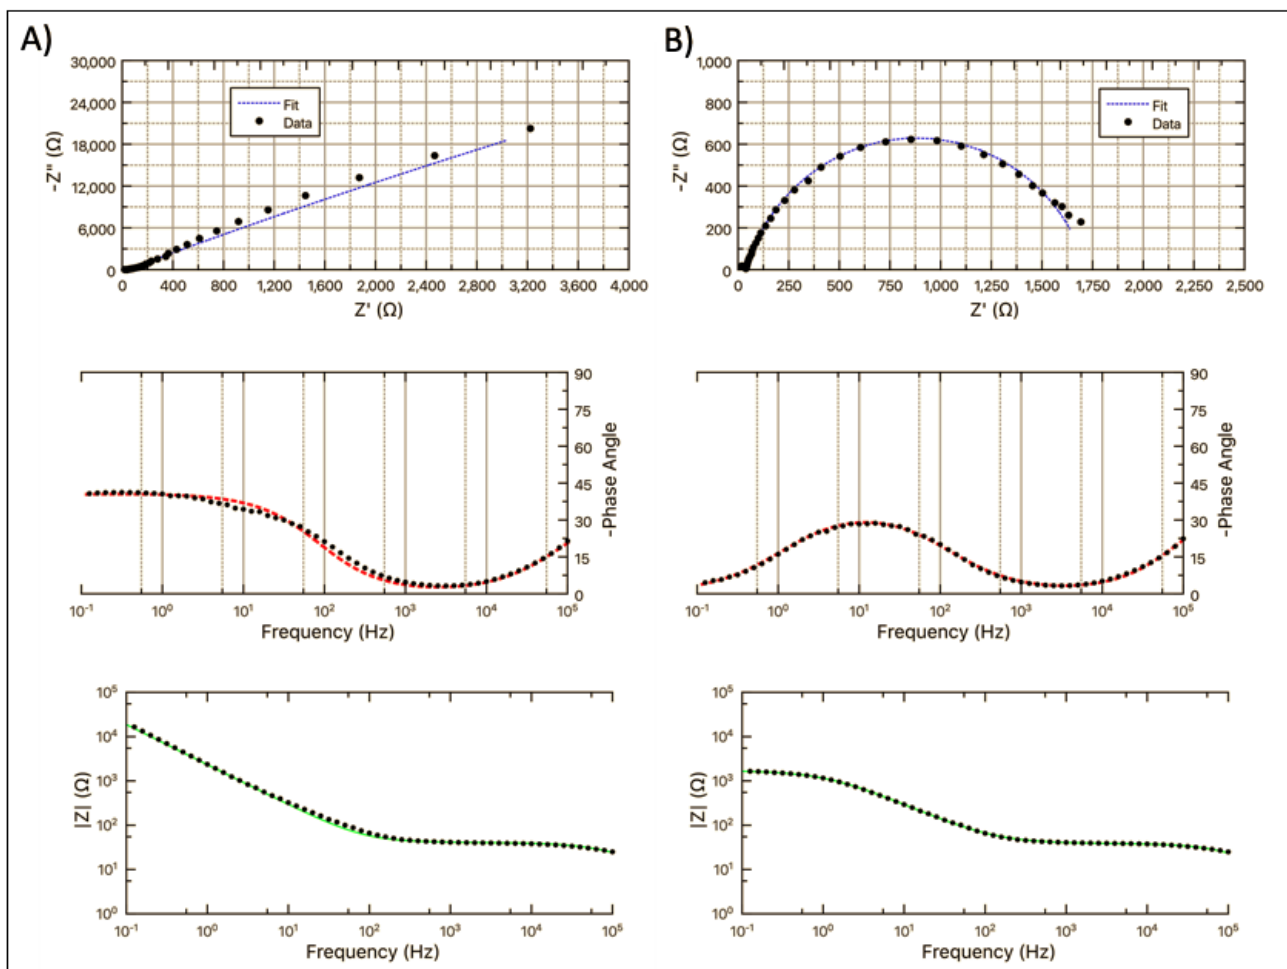 A)
30,000
24,000
18,000
12,000
6,000
0
-Z" (Ω)
Fit
Data
0 400 800 1,200 1,600 2,000 2,400 2,800 3,200 3,600 4,000
Z' (Ω)
B)
1,000
800
600
400
200
0
-Z" (Ω)
Fit
Data
0 250 500 750 1,000 1,250 1,500 1,750 2,000 2,250 2,500
Z' (Ω)
90
75
60
45
30
15
0
-Phase Angle
10⁻¹ 10⁰ 10¹ 10² 10³ 10⁴ 10⁵
Frequency (Hz)
90
75
60
45
30
15
0
-Phase Angle
10⁻¹ 10⁰ 10¹ 10² 10³ 10⁴ 10⁵
Frequency (Hz)
10⁵
10⁴
10³
10²
10¹
10⁰
|Z| (Ω)
10⁻¹ 10⁰ 10¹ 10² 10³ 10⁴ 10⁵
Frequency (Hz)
10⁵
10⁴
10³
10²
10¹
10⁰
|Z| (Ω)
10⁻¹ 10⁰ 10¹ 10² 10³ 10⁴ 10⁵
Frequency (Hz)